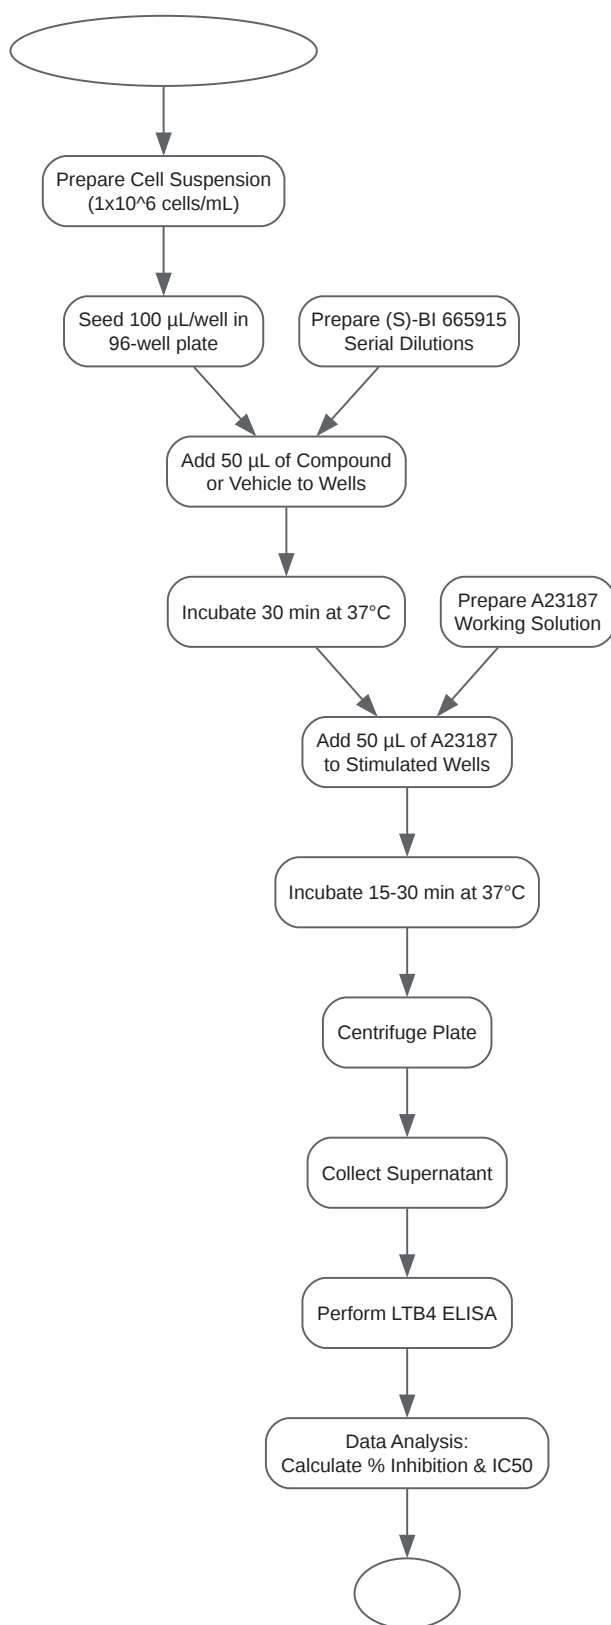 Prepare Cell Suspension
(1x10^6 cells/mL)
Seed 100 µL/well in
96-well plate
Prepare (S)-BI 665915
Serial Dilutions
Add 50 µL of Compound
or Vehicle to Wells
Incubate 30 min at 37°C
Prepare A23187
Working Solution
Add 50 µL of A23187
to Stimulated Wells
Incubate 15-30 min at 37°C
Centrifuge Plate
Collect Supernatant
Perform LTB4 ELISA
Data Analysis:
Calculate % Inhibition & IC50